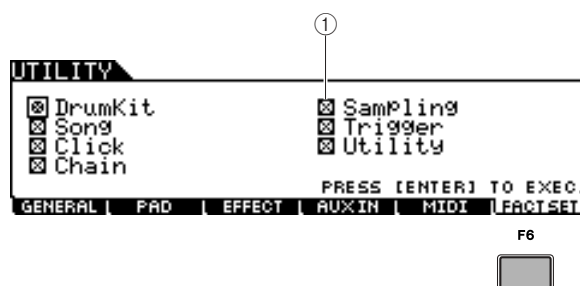 ①
UTILITY
DrumKit Sampling
Song Trigger
Click Utility
Chain
PRESS [ENTER] TO EXEC.
GENERAL PAD EFFECT AUXIN MIDI FACTSET
F6